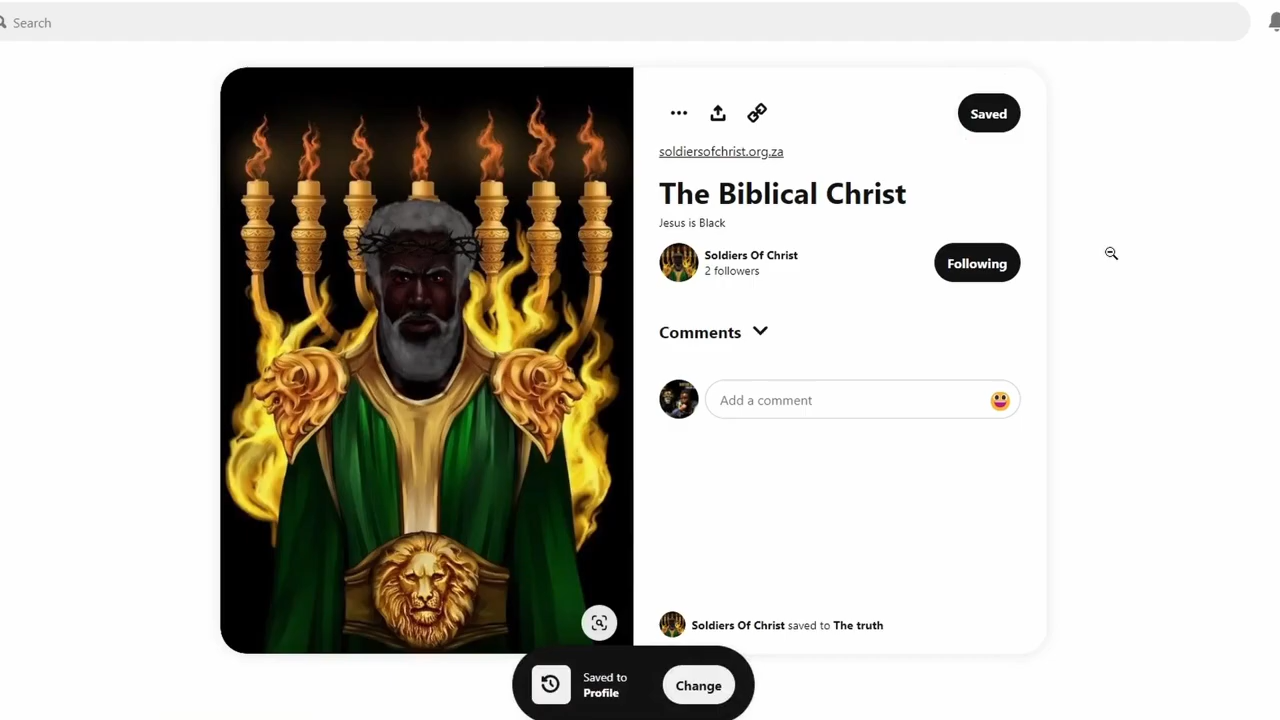 Search
Saved
soldiersofchrist.org.za
The Biblical Christ
Jesus is Black
Soldiers Of Christ
2 followers
Following
Comments
Add a comment
Soldiers Of Christ saved to The truth
Saved to
Profile
Change